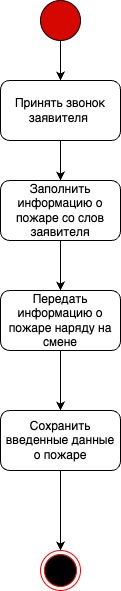 Принять звонок
заявителя
Заполнить
информацию о
пожаре со слов
заявителя
Передать
информацию о
пожаре наряду на
смене
Сохранить
введенные данные
о пожаре